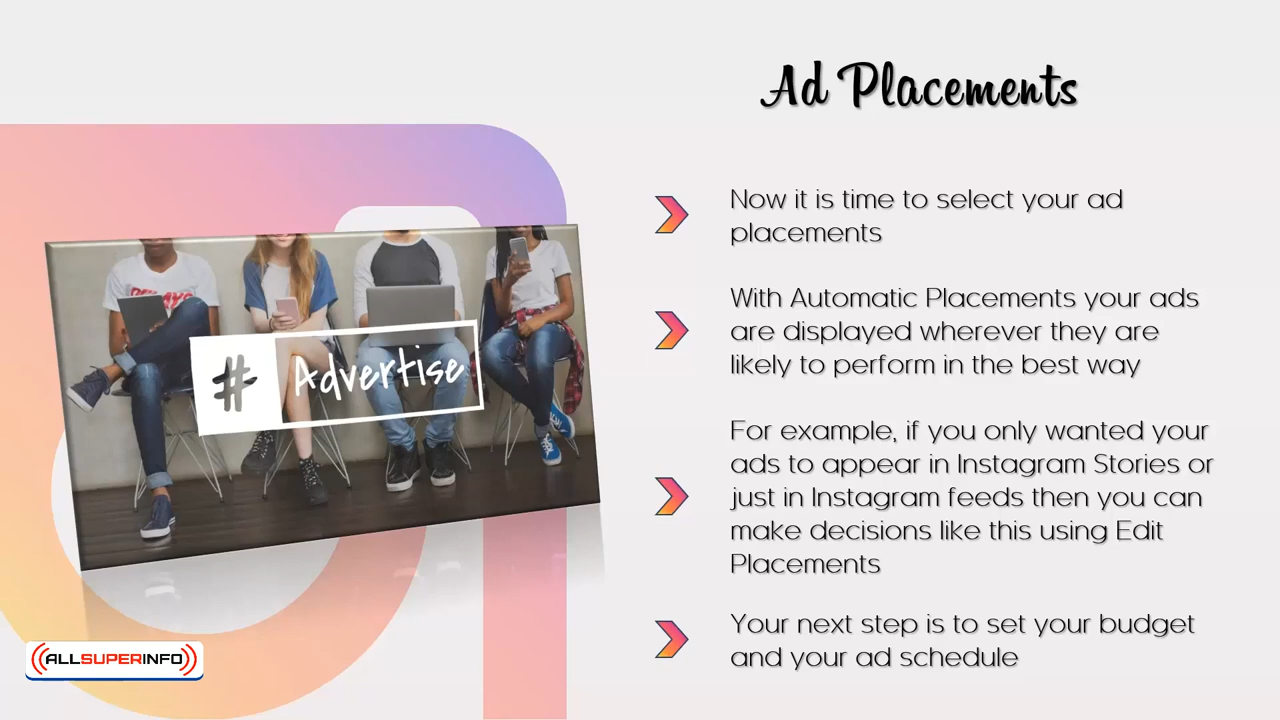 Ad Placements
Now it is time to select your ad
placements
With Automatic Placements your ads
are displayed wherever they are
likely to perform in the best way
For example, if you only wanted your
ads to appear in Instagram Stories or
just in Instagram feeds then you can
make decisions like this using Edit
Placements
Your next step is to set your budget
and your ad schedule
# Advertise
ALLSUPERINFO